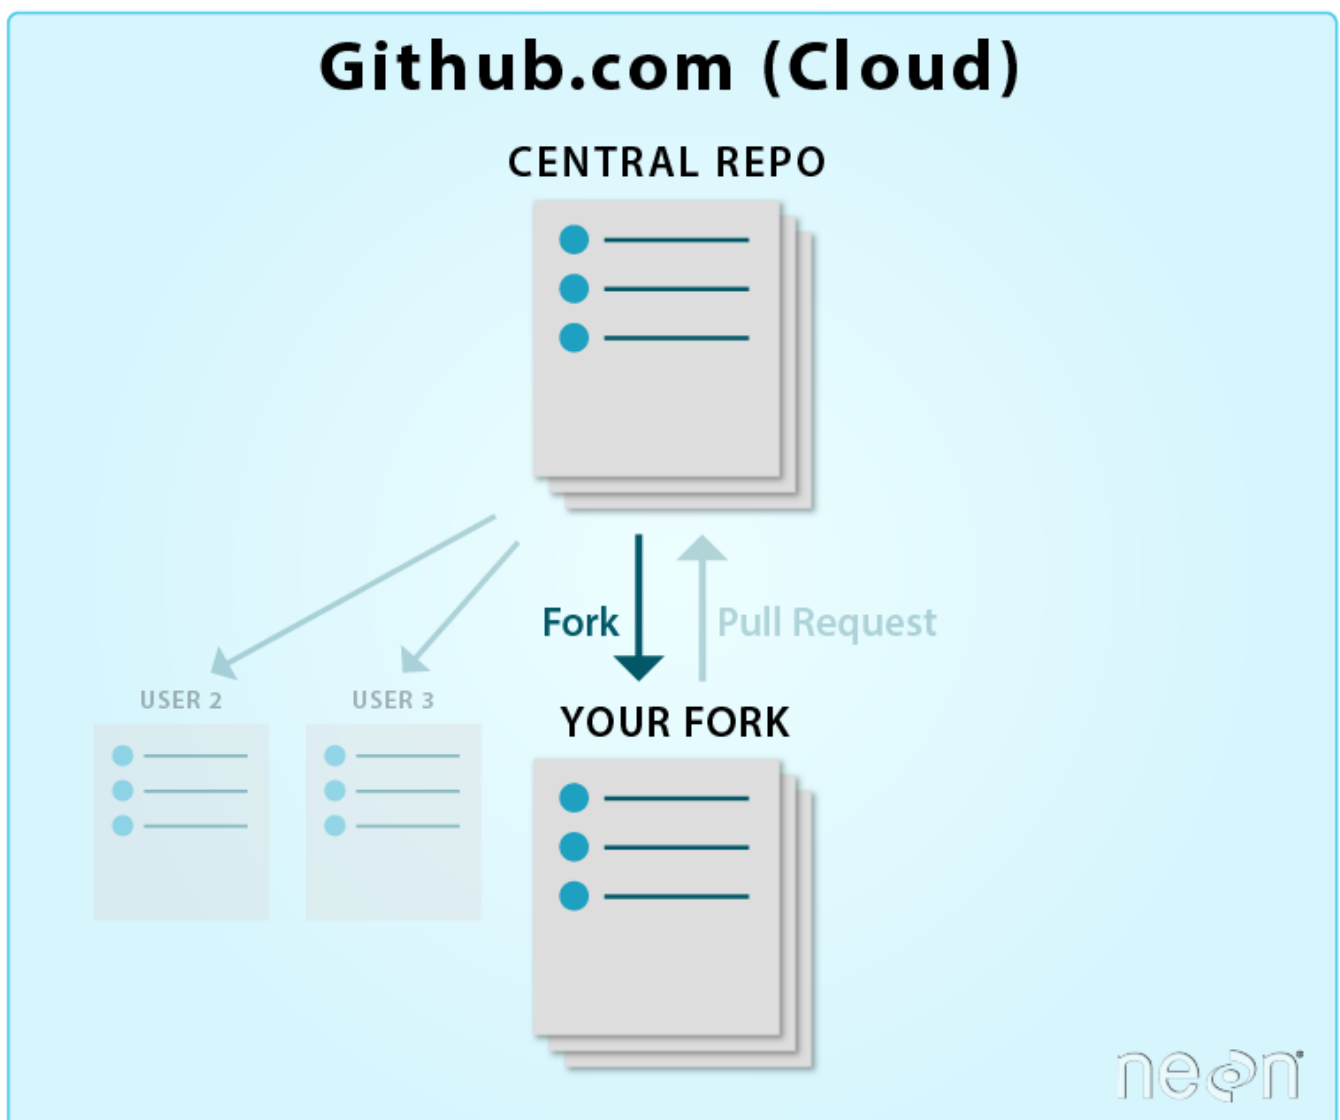 Github.com (Cloud)
CENTRAL REPO
Fork
Pull Request
USER 2
USER 3
YOUR FORK
neon